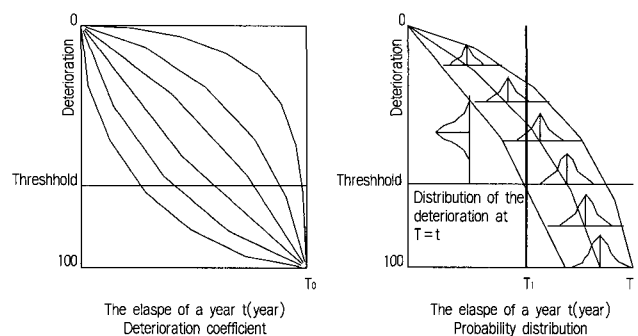 0
Deterioration
Threshhold
100
T₀
The elaspe of a year t(year)
Deterioration coefficient
0
Deterioration
Threshold
Distribution of the
deterioration at
T=t
100
T₁
T
The elaspe of a year t(year)
Probability distribution